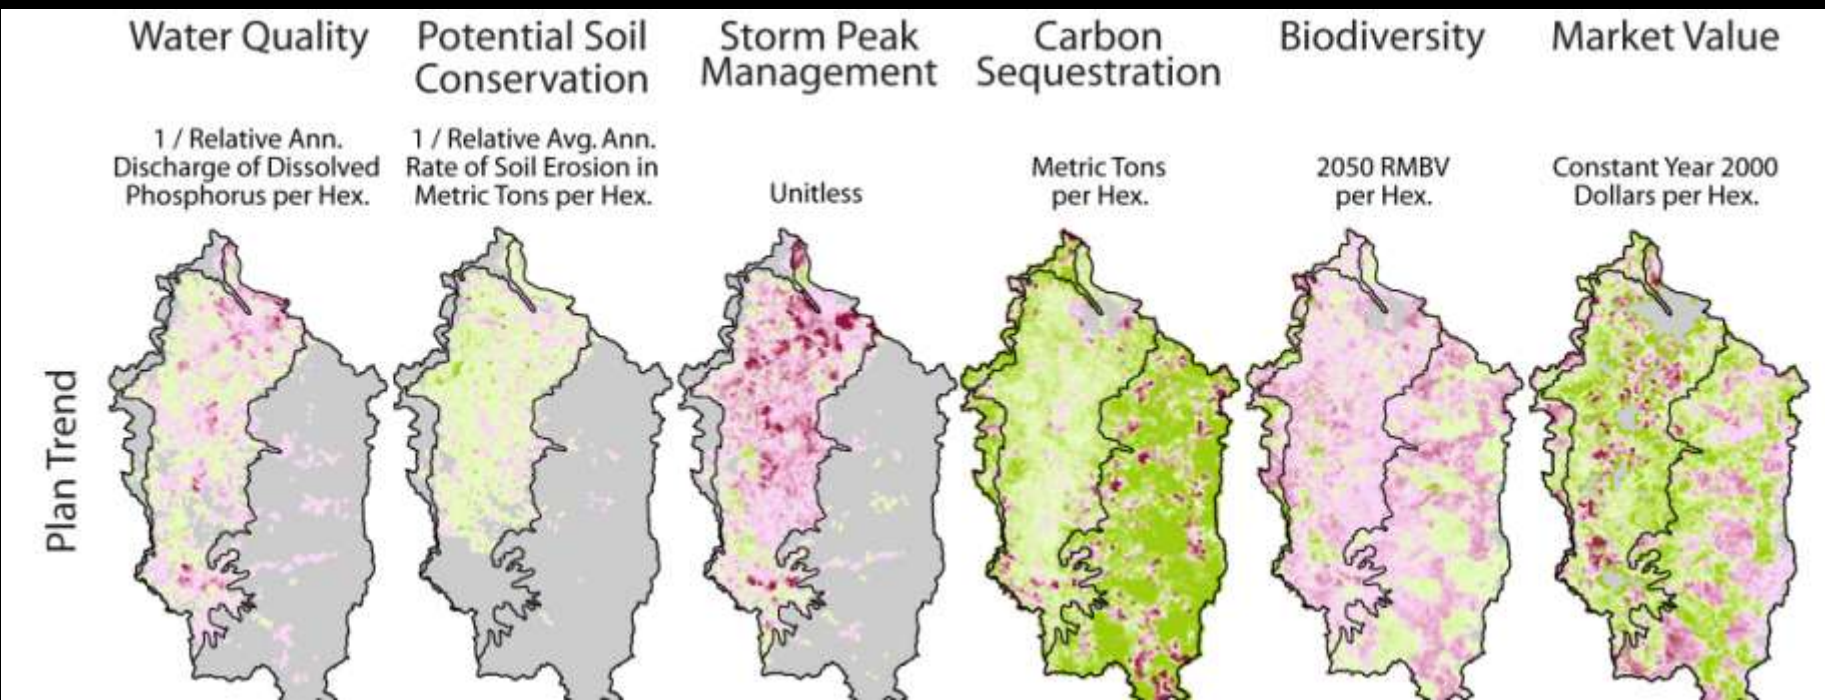 Water Quality
Potential Soil
Conservation
Storm Peak
Management
Carbon
Sequestration
Biodiversity
Market Value
1 / Relative Ann.
Discharge of Dissolved
Phosphorus per Hex.
1 / Relative Avg. Ann.
Rate of Soil Erosion in
Metric Tons per Hex.
Unitless
Metric Tons
per Hex.
2050 RMBV
per Hex.
Constant Year 2000
Dollars per Hex.
Plan Trend